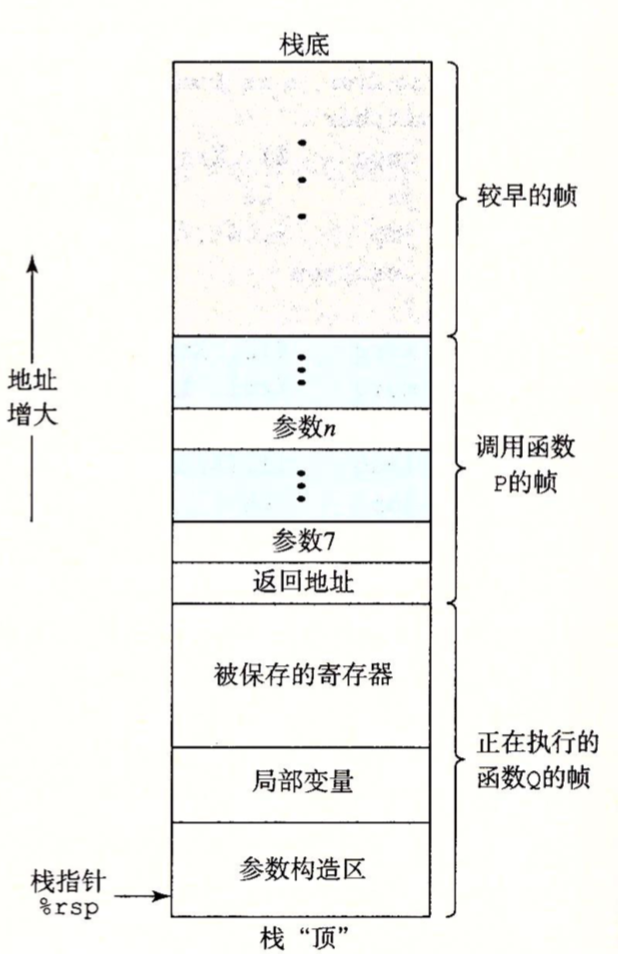 栈底
较早的帧
地址
增大
参数n
调用函数
P的帧
参数7
返回地址
被保存的寄存器
正在执行的
函数Q的帧
局部变量
参数构造区
栈指针
%rsp
栈“顶”